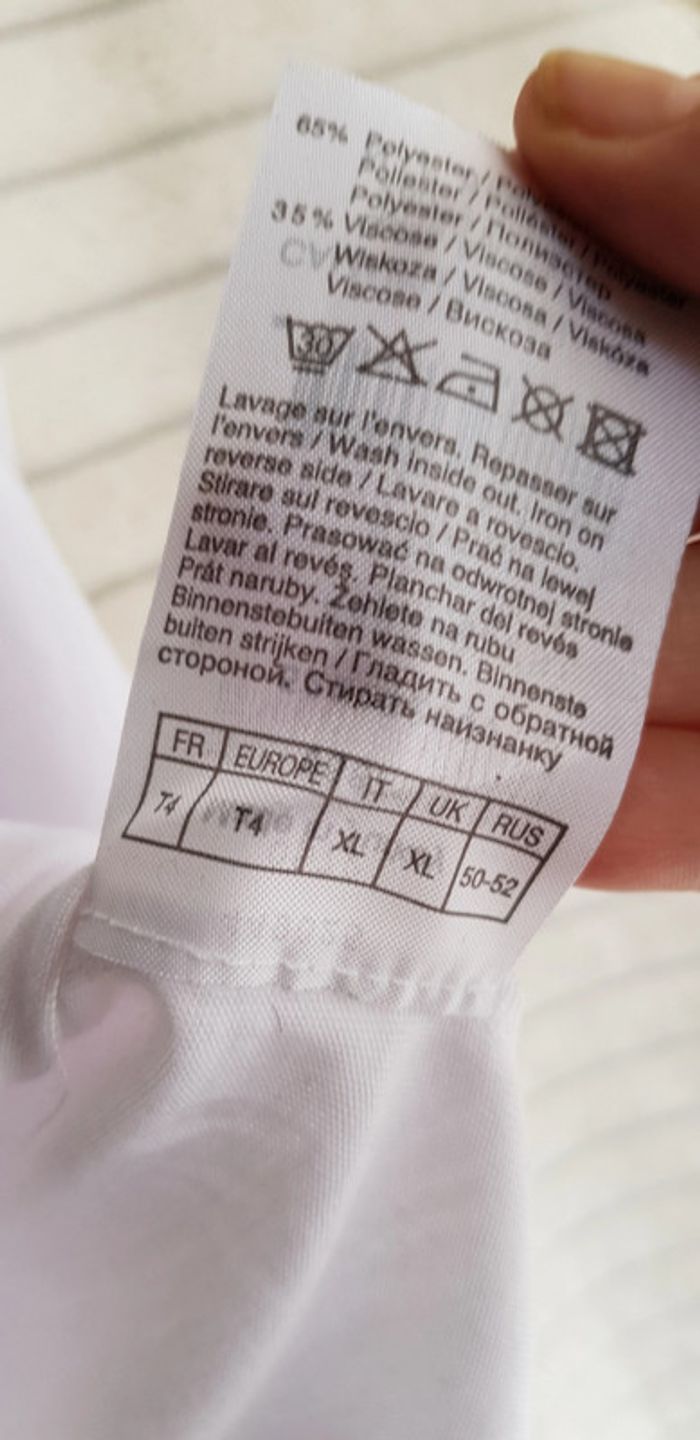 65% Polyester /
Poliester / Poliéster / Polyester
Polyester / Полиэстер
35% Viscose / Viscose / Viscosa
Wiskoza / Viscosa / Viskóza
Viscose / Вискоза
30
Lavage sur l'envers. Repasser sur
l'envers / Wash inside out. Iron on
reverse side / Lavare a rovescio.
Stirare sul rovescio / Prać na lewej
stronie. Prasować na odwrotnej stronie
Lavar al revés. Planchar del revés
Prát naruby. Žehlete na rubu
Binnenstebuiten wassen. Binnenste
buiten strijken / Гладить с обратной
стороной. Стирать наизнанку
FR EUROPE IT UK RUS
T4 T4 XL XL 50-52